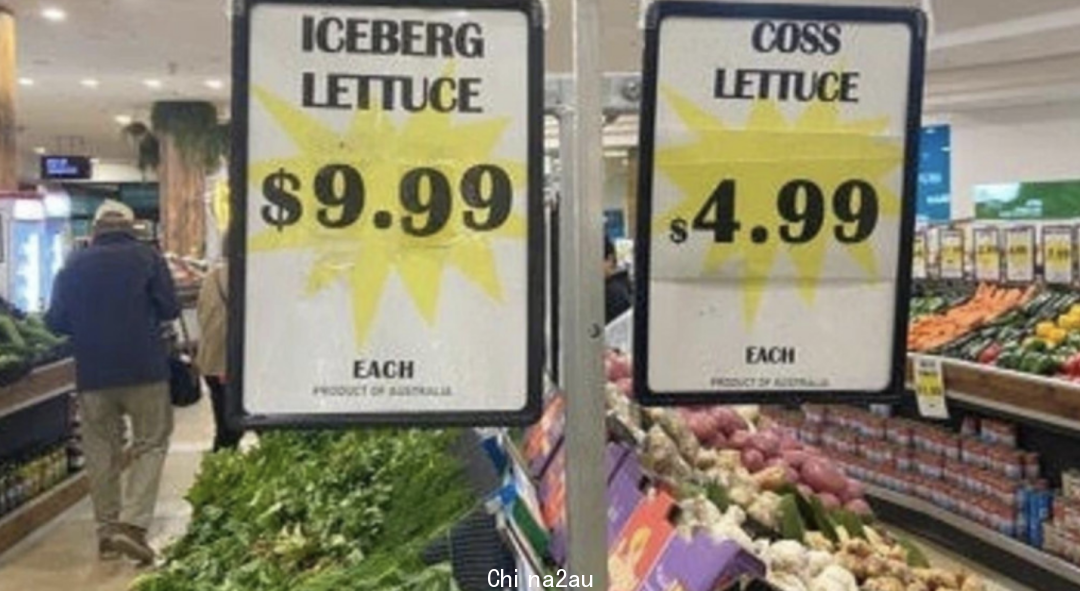 ICEBERG
LETTUCE
$9.99
EACH
PRODUCT OF AUSTRALIA
COSS
LETTUCE
$4.99
EACH
PRODUCT OF AUSTRALIA
Chi na2au